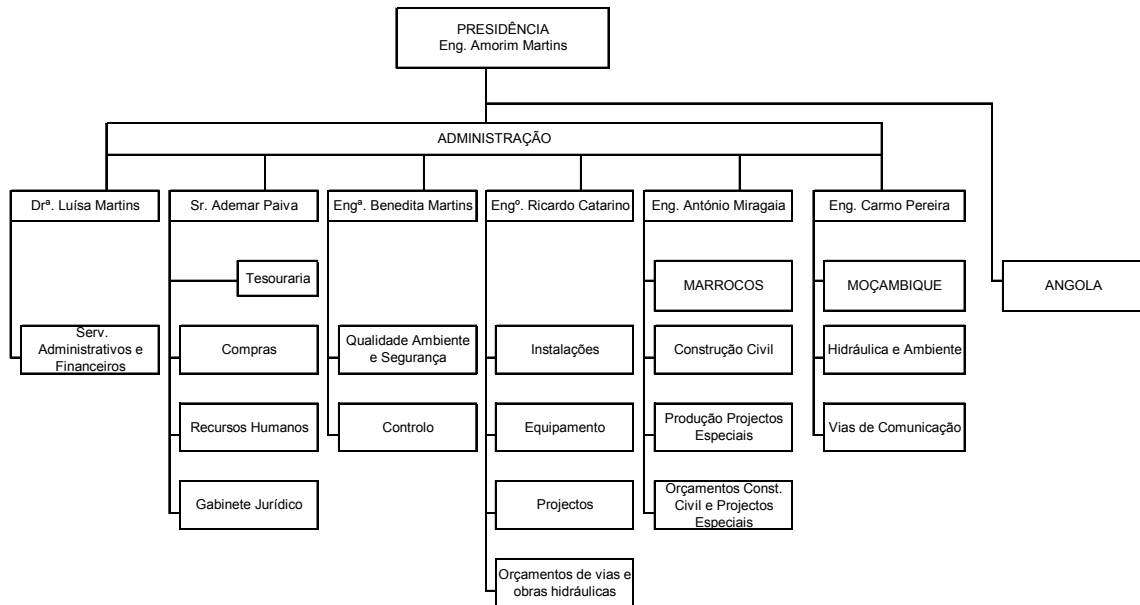 PRESIDÊNCIA
Eng. Amorim Martins
ADMINISTRAÇÃO
Drª. Luísa Martins
Sr. Ademar Paiva
Engª. Benedita Martins
Engº. Ricardo Catarino
Eng. António Miragaia
Eng. Carmo Pereira
Tesouraria
MARROCOS
MOÇAMBIQUE
ANGOLA
Serv.
Administrativos e
Financeiros
Compras
Qualidade Ambiente
e Segurança
Instalações
Construção Civil
Hidráulica e Ambiente
Recursos Humanos
Controlo
Equipamento
Produção Projectos
Especiais
Vias de Comunicação
Gabinete Jurídico
Projectos
Orçamentos Const.
Civil e Projectos
Especiais
Orçamentos de vias e
obras hidráulicas